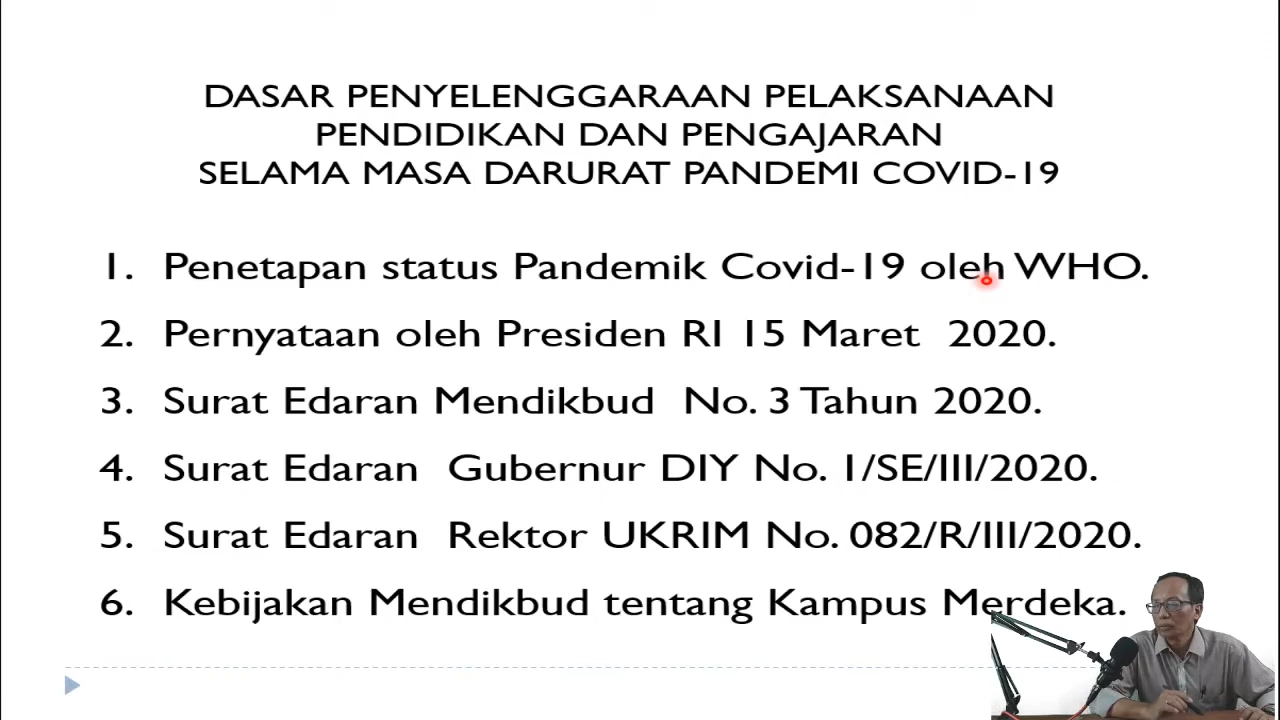 DASAR PENYELENGGARAAN PELAKSANAAN
PENDIDIKAN DAN PENGAJARAN
SELAMA MASA DARURAT PANDEMI COVID-19
1. Penetapan status Pandemik Covid-19 oleh WHO.
2. Pernyataan oleh Presiden RI 15 Maret 2020.
3. Surat Edaran Mendikbud No. 3 Tahun 2020.
4. Surat Edaran Gubernur DIY No. 1/SE/III/2020.
5. Surat Edaran Rektor UKRIM No. 082/R/III/2020.
6. Kebijakan Mendikbud tentang Kampus Merdeka.